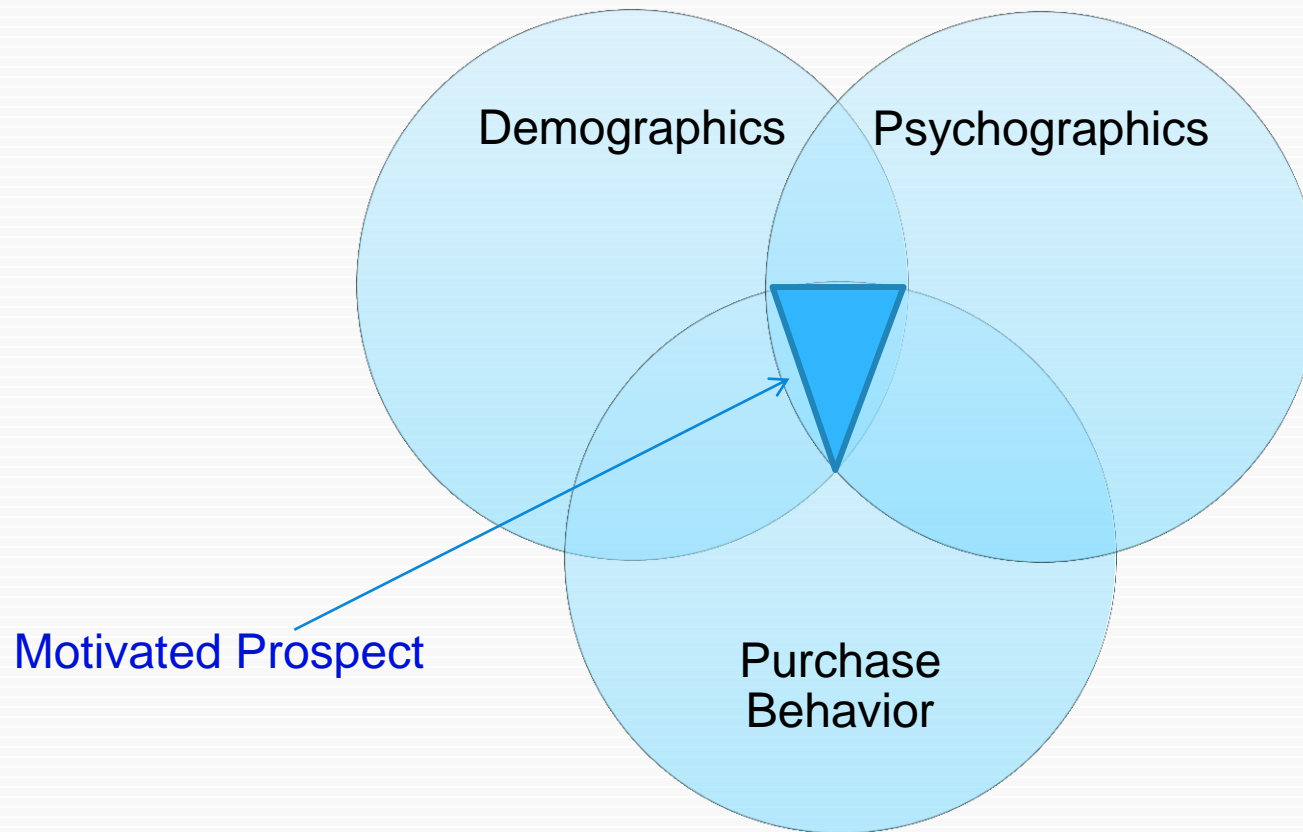 Demographics
Psychographics
Motivated Prospect
Purchase
Behavior